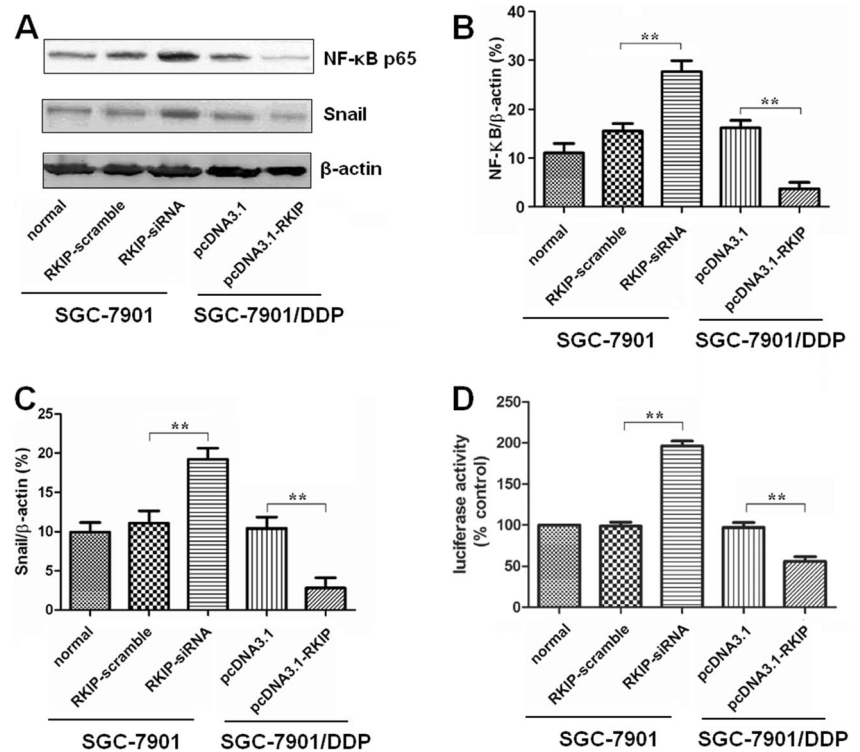 A
NF-κB p65
Snail
β-actin
normal
RKIP-scramble
RKIP-siRNA
pcDNA3.1
pcDNA3.1-RKIP
SGC-7901
SGC-7901/DDP
B
NF-κB/β-actin (%)
40
30
20
10
0
**
**
normal
RKIP-scramble
RKIP-siRNA
pcDNA3.1
pcDNA3.1-RKIP
SGC-7901
SGC-7901/DDP
C
Snail/β-actin (%)
25
20
15
10
5
0
**
**
normal
RKIP-scramble
RKIP-siRNA
pcDNA3.1
pcDNA3.1-RKIP
SGC-7901
SGC-7901/DDP
D
luciferase activity
(% control)
250
200
150
100
50
0
**
**
normal
RKIP-scramble
RKIP-siRNA
pcDNA3.1
pcDNA3.1-RKIP
SGC-7901
SGC-7901/DDP